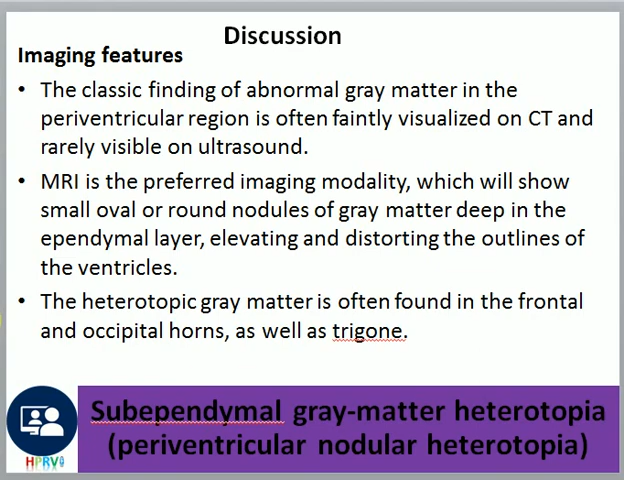 Discussion
Imaging features
• The classic finding of abnormal gray matter in the
periventricular region is often faintly visualized on CT and
rarely visible on ultrasound.
• MRI is the preferred imaging modality, which will show
small oval or round nodules of gray matter deep in the
ependymal layer, elevating and distorting the outlines of
the ventricles.
• The heterotopic gray matter is often found in the frontal
and occipital horns, as well as trigone.
Subependymal gray-matter heterotopia
(periventricular nodular heterotopia)
HPRV